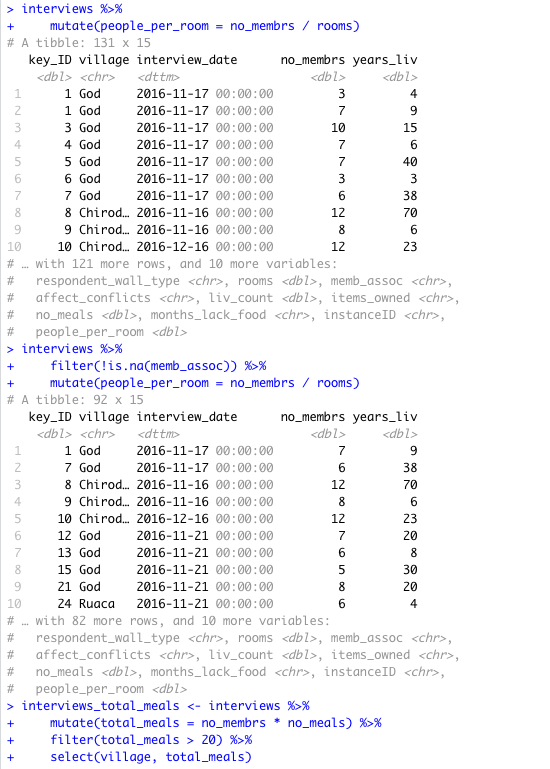 > interviews %>%
+     mutate(people_per_room = no_membrs / rooms)
# A tibble: 131 x 15
   key_ID village interview_date      no_membrs years_liv
    <dbl> <chr>   <dttm>                  <dbl>     <dbl>
 1      1 God     2016-11-17 00:00:00         3         4
 2      1 God     2016-11-17 00:00:00         7         9
 3      3 God     2016-11-17 00:00:00        10        15
 4      4 God     2016-11-17 00:00:00         7         6
 5      5 God     2016-11-17 00:00:00         7        40
 6      6 God     2016-11-17 00:00:00         3         3
 7      7 God     2016-11-17 00:00:00         6        38
 8      8 Chirod… 2016-11-16 00:00:00        12        70
 9      9 Chirod… 2016-11-16 00:00:00         8         6
10     10 Chirod… 2016-12-16 00:00:00        12        23
# … with 121 more rows, and 10 more variables:
#   respondent_wall_type <chr>, rooms <dbl>, memb_assoc <chr>,
#   affect_conflicts <chr>, liv_count <dbl>, items_owned <chr>,
#   no_meals <dbl>, months_lack_food <chr>, instanceID <chr>,
#   people_per_room <dbl>
> interviews %>%
+     filter(!is.na(memb_assoc)) %>%
+     mutate(people_per_room = no_membrs / rooms)
# A tibble: 92 x 15
   key_ID village interview_date      no_membrs years_liv
    <dbl> <chr>   <dttm>                  <dbl>     <dbl>
 1      1 God     2016-11-17 00:00:00         7         9
 2      7 God     2016-11-17 00:00:00         6        38
 3      8 Chirod… 2016-11-16 00:00:00        12        70
 4      9 Chirod… 2016-11-16 00:00:00         8         6
 5     10 Chirod… 2016-12-16 00:00:00        12        23
 6     12 God     2016-11-21 00:00:00         7        20
 7     13 God     2016-11-21 00:00:00         6         8
 8     15 God     2016-11-21 00:00:00         5        30
 9     21 God     2016-11-21 00:00:00         8        20
10     24 Ruaca   2016-11-21 00:00:00         6         4
# … with 82 more rows, and 10 more variables:
#   respondent_wall_type <chr>, rooms <dbl>, memb_assoc <chr>,
#   affect_conflicts <chr>, liv_count <dbl>, items_owned <chr>,
#   no_meals <dbl>, months_lack_food <chr>, instanceID <chr>,
#   people_per_room <dbl>
> interviews_total_meals <- interviews %>%
+     mutate(total_meals = no_membrs * no_meals) %>%
+     filter(total_meals > 20) %>%
+     select(village, total_meals)